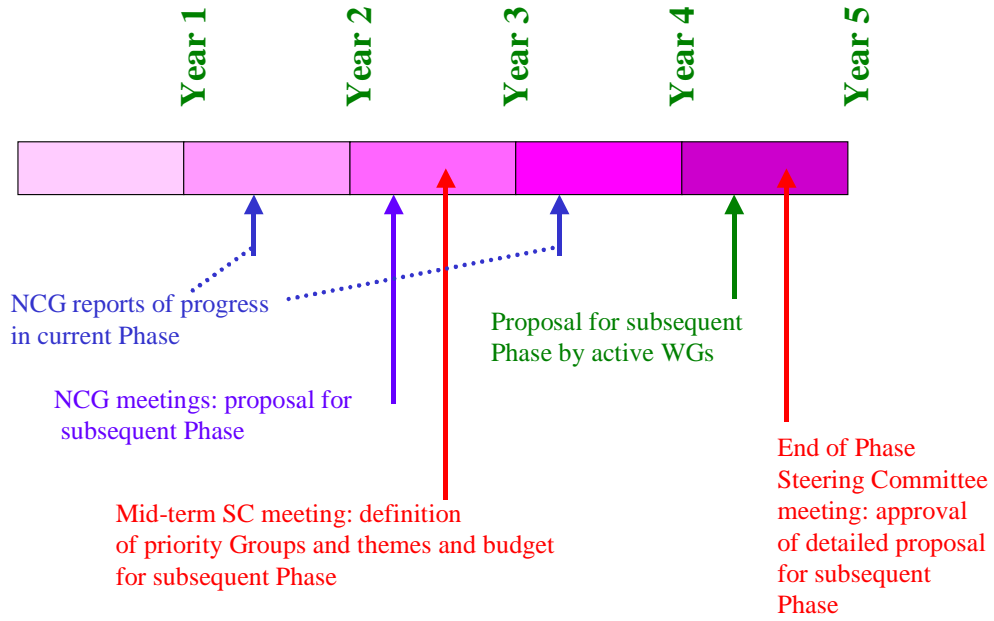 Year 1
Year 2
Year 3
Year 4
Year 5
NCG reports of progress
in current Phase
Proposal for subsequent
Phase by active WGs
NCG meetings: proposal for
subsequent Phase
End of Phase
Steering Committee
meeting: approval
of detailed proposal
for subsequent
Phase
Mid-term SC meeting: definition
of priority Groups and themes and budget
for subsequent Phase